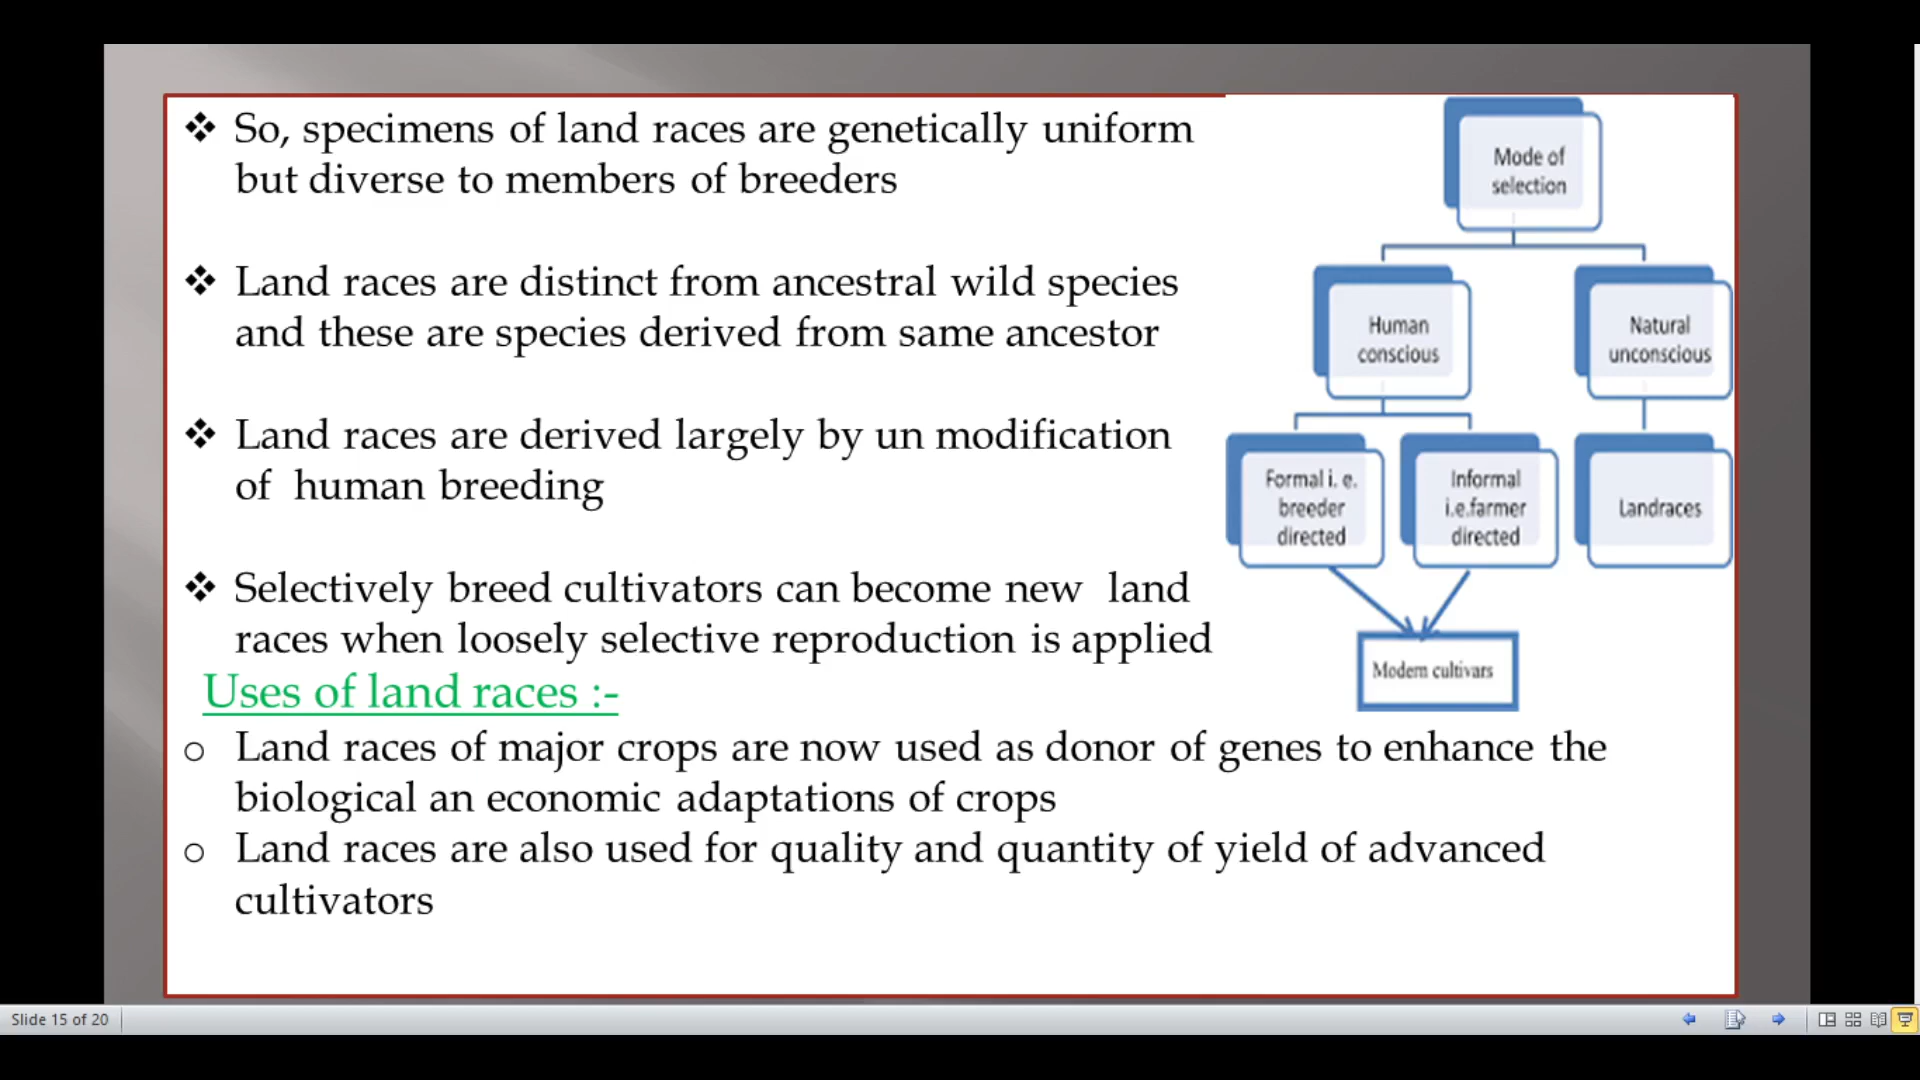 ❖ So, specimens of land races are genetically uniform
but diverse to members of breeders
❖ Land races are distinct from ancestral wild species
and these are species derived from same ancestor
❖ Land races are derived largely by un modification
of human breeding
❖ Selectively breed cultivators can become new land
races when loosely selective reproduction is applied
Uses of land races :-
o Land races of major crops are now used as donor of genes to enhance the
biological an economic adaptations of crops
o Land races are also used for quality and quantity of yield of advanced
cultivators
Mode of
selection
Human
conscious
Natural
unconscious
Formal i. e.
breeder
directed
Informal
i.e.farmer
directed
Landraces
Modern cultivars
Slide 15 of 20